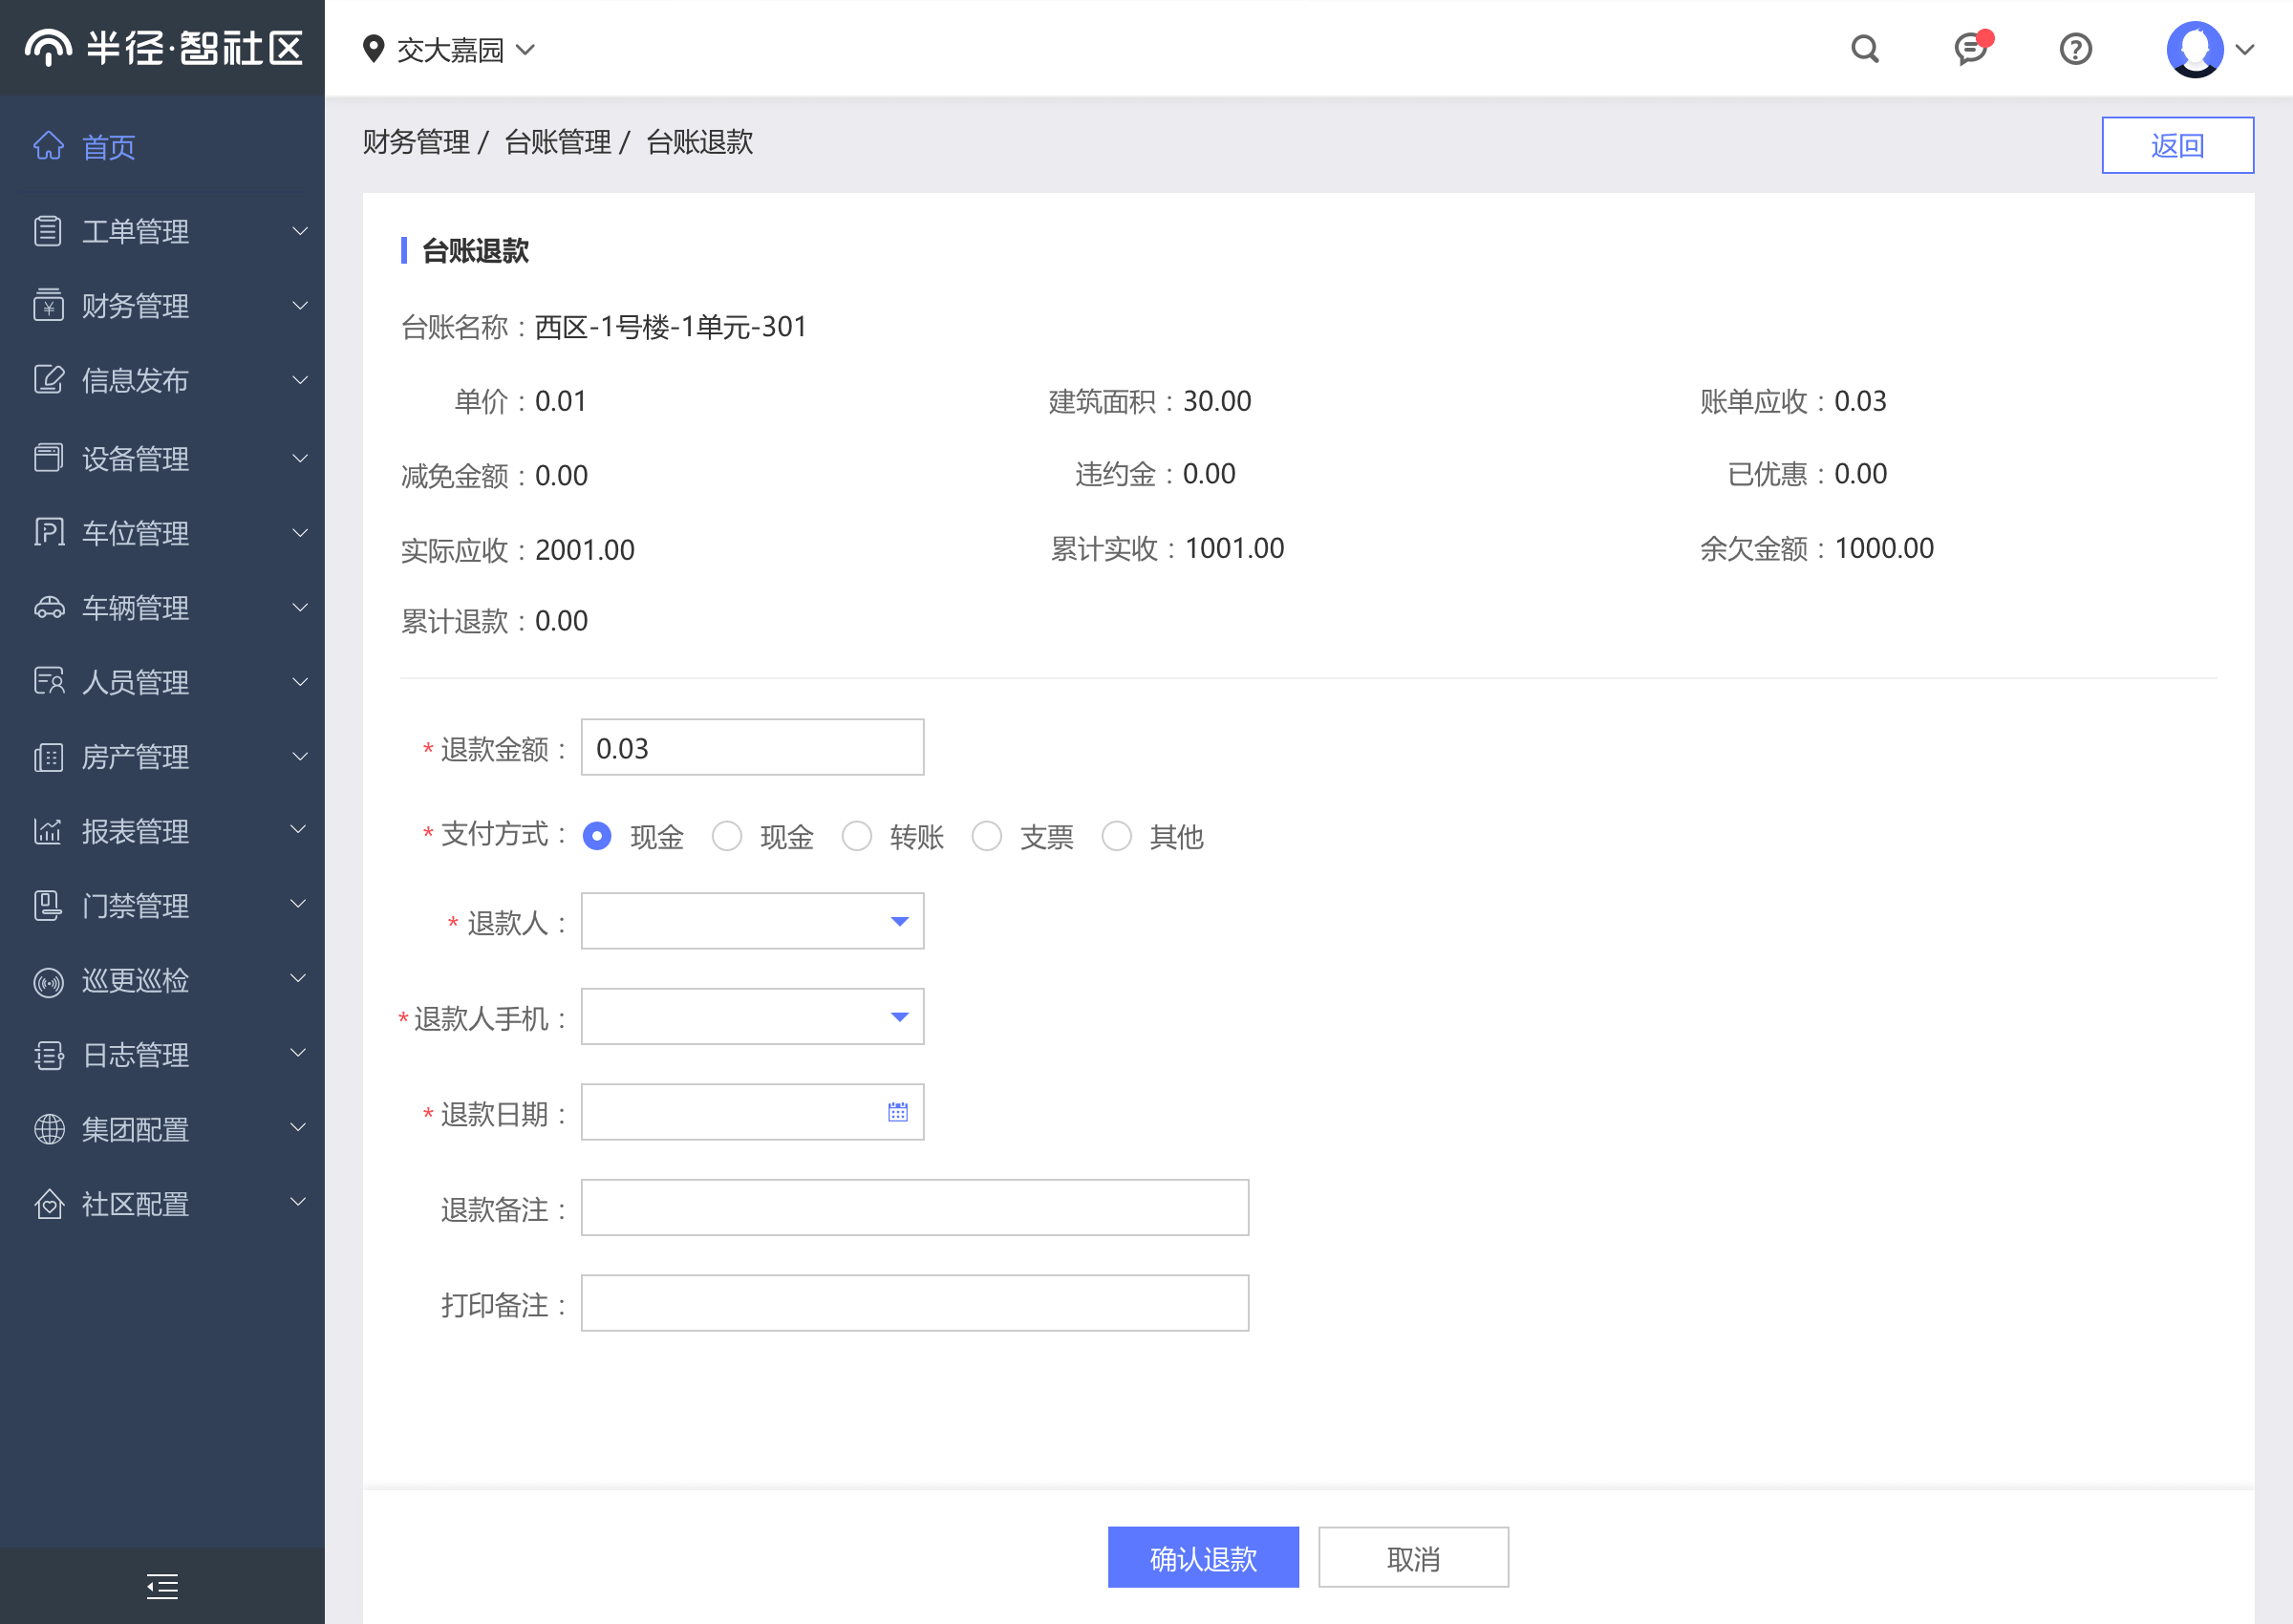 半径·智社区
交大嘉园
首页
工单管理
财务管理
信息发布
设备管理
车位管理
车辆管理
人员管理
房产管理
报表管理
门禁管理
巡更巡检
日志管理
集团配置
社区配置
财务管理 / 台账管理 / 台账退款
返回
台账退款
台账名称：西区-1号楼-1单元-301
单价：0.01 建筑面积：30.00 账单应收：0.03
减免金额：0.00 违约金：0.00 已优惠：0.00
实际应收：2001.00 累计实收：1001.00 余欠金额：1000.00
累计退款：0.00
* 退款金额： 0.03
* 支付方式： 现金 现金 转账 支票 其他
* 退款人：
* 退款人手机：
* 退款日期：
退款备注：
打印备注：
确认退款 取消